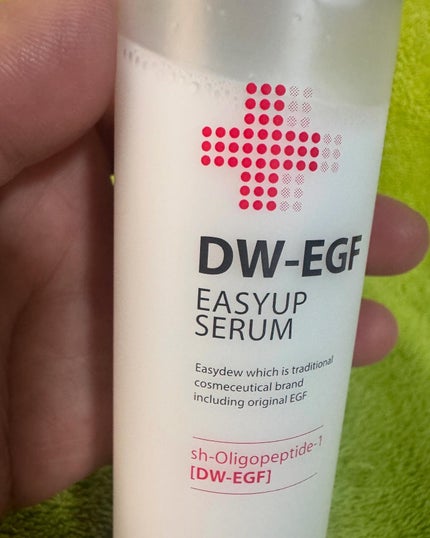 DW-EGF
EASYUP
SERUM
Easydew which is traditional
cosmeceutical brand
including original EGF
sh-Oligopeptide-1
[DW-EGF]